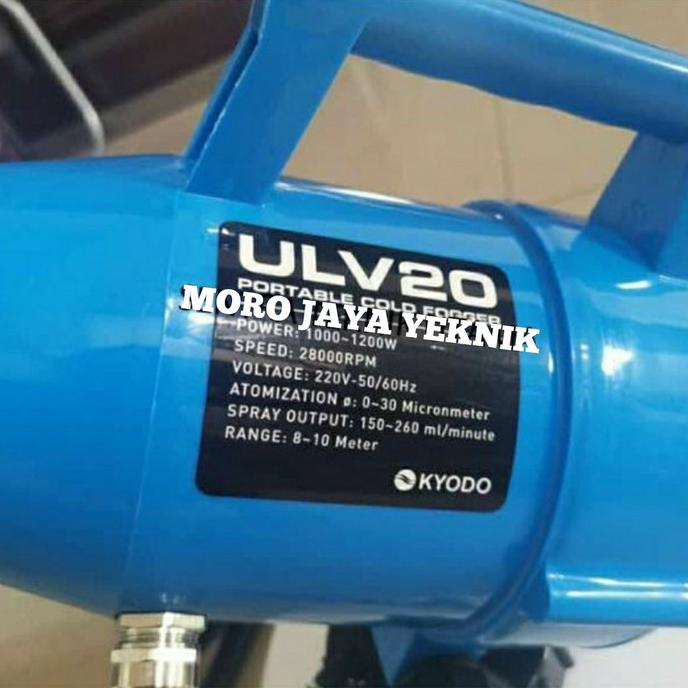 ULV20
PORTABLE COLD FOGGER
MORO JAYA YEKNIK
POWER: 1000~1200W
SPEED: 28000RPM
VOLTAGE: 220V-50/60Hz
ATOMIZATION ø: 0~30 Micronmeter
SPRAY OUTPUT: 150~260 ml/minute
RANGE: 8~10 Meter
KYODO